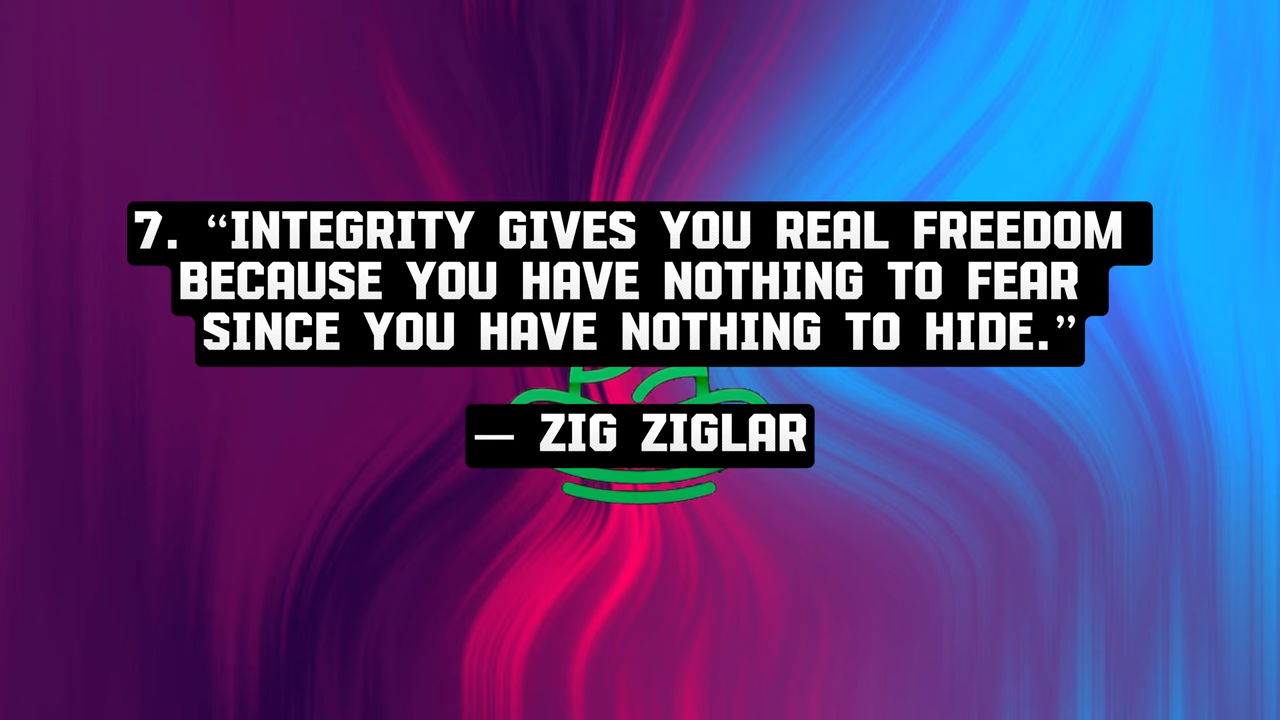 7. “INTEGRITY GIVES YOU REAL FREEDOM
BECAUSE YOU HAVE NOTHING TO FEAR
SINCE YOU HAVE NOTHING TO HIDE.”
— ZIG ZIGLAR